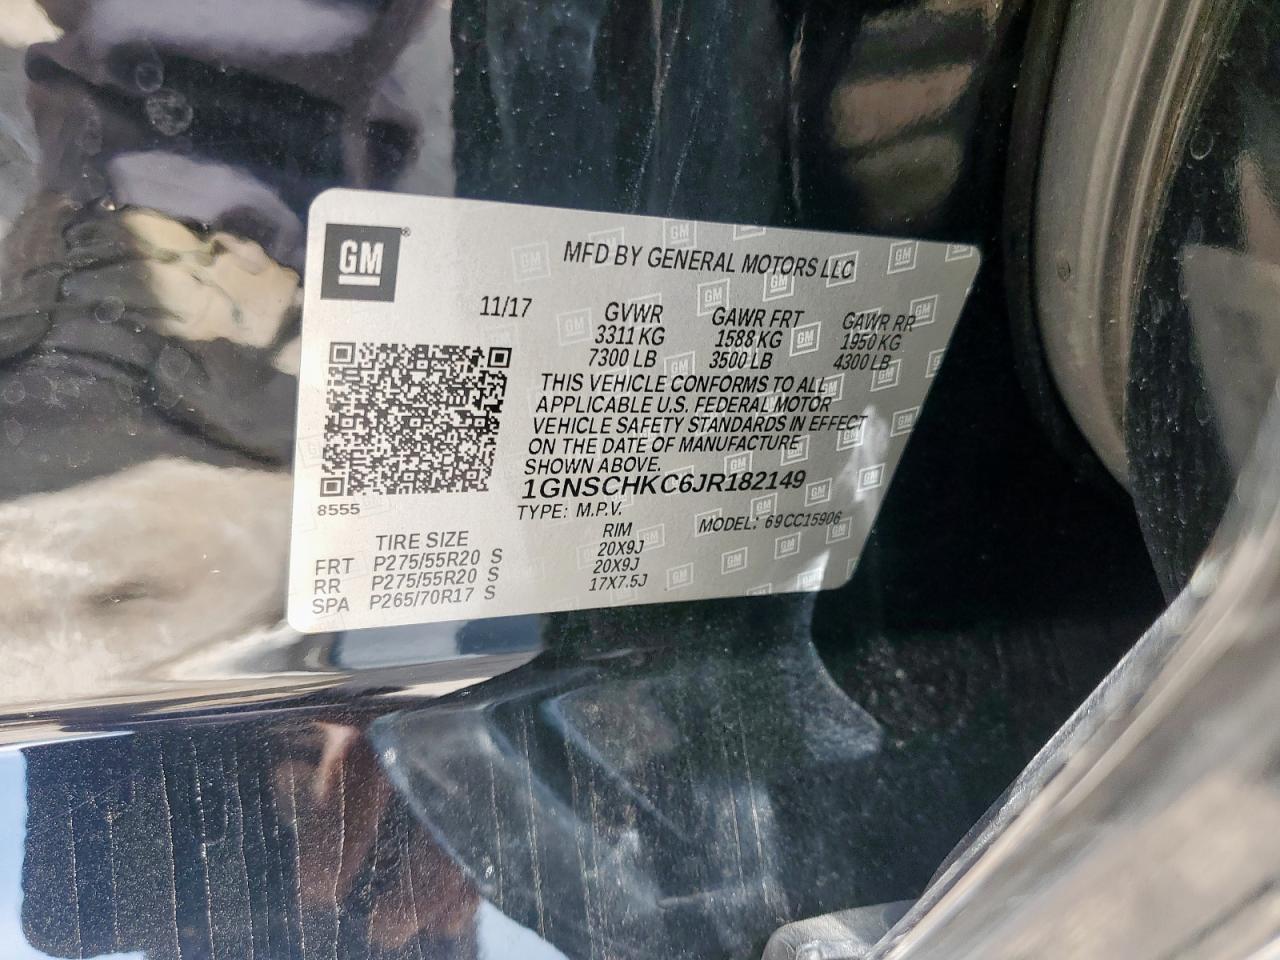 GM
MFD BY GENERAL MOTORS LLC
11/17
GVWR GAWR FRT GAWR RR
3311 KG 1588 KG 1950 KG
7300 LB 3500 LB 4300 LB
THIS VEHICLE CONFORMS TO ALL
APPLICABLE U.S. FEDERAL MOTOR
VEHICLE SAFETY STANDARDS IN EFFECT
ON THE DATE OF MANUFACTURE
SHOWN ABOVE.
1GNSCHKC6JR182149
8555
TYPE: M.P.V. MODEL: 69CC15906
TIRE SIZE RIM
FRT P275/55R20 S 20X9J
RR P275/55R20 S 20X9J
SPA P265/70R17 S 17X7.5J